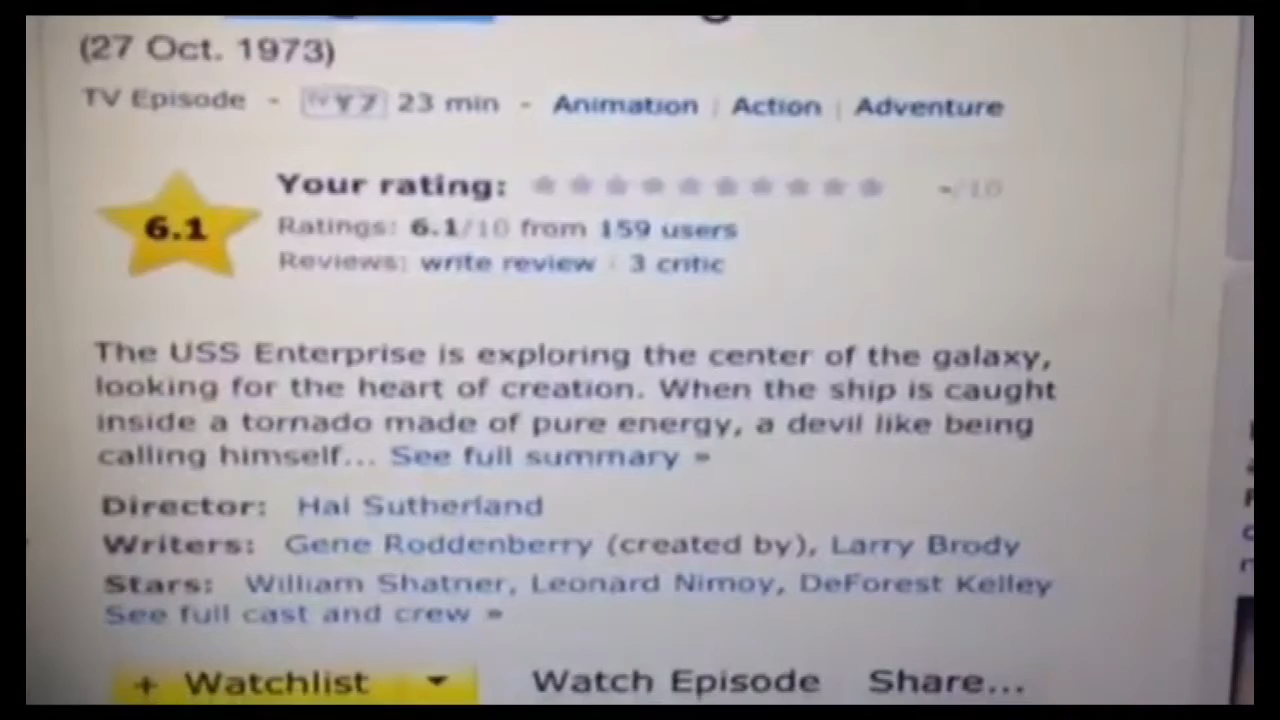 (27 Oct. 1973)
TV Episode - TV Y7 23 min - Animation | Action | Adventure
Your rating: -/10
6.1
Ratings: 6.1/10 from 159 users
Reviews: write review · 3 critic
The USS Enterprise is exploring the center of the galaxy,
looking for the heart of creation. When the ship is caught
inside a tornado made of pure energy, a devil like being
calling himself... See full summary »
Director: Hal Sutherland
Writers: Gene Roddenberry (created by), Larry Brody
Stars: William Shatner, Leonard Nimoy, DeForest Kelley
See full cast and crew »
+ Watchlist Watch Episode Share...